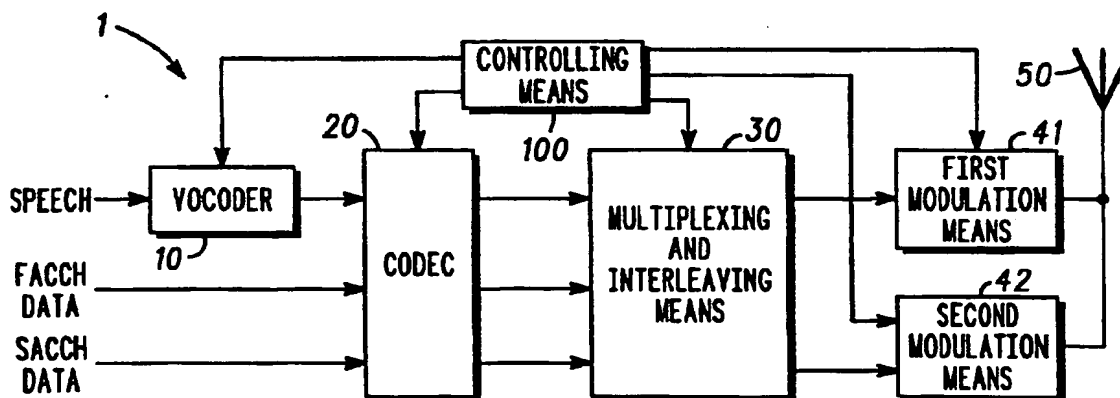 1
CONTROLLING
MEANS
100
50
20
30
41
SPEECH
VOCODER
10
FACCH
DATA
SACCH
DATA
CODEC
MULTIPLEXING
AND
INTERLEAVING
MEANS
FIRST
MODULATION
MEANS
42
SECOND
MODULATION
MEANS